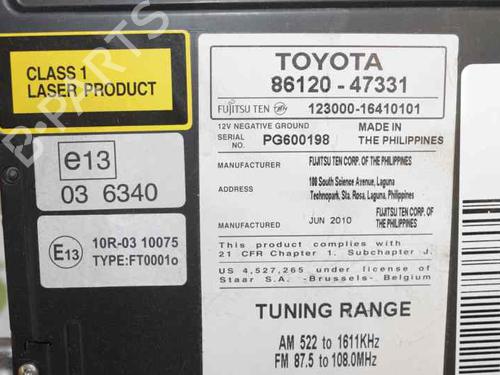 CLASS 1
LASER PRODUCT
e13
03 6340
E13
10R-03 10075
TYPE:FT0001o
TOYOTA
86120 - 47331
FUJITSU TEN
123000-16410101
12V NEGATIVE GROUND
SERIAL NO. PG600198
MADE IN THE PHILIPPINES
MANUFACTURER FUJITSU TEN CORP. OF THE PHILIPPINES
ADDRESS 109 South Science Avenue, Laguna
Technopark, Sta. Rosa, Laguna, Philippines
MANUFACTURED JUN 2010 FUJITSU TEN CORP. OF THE PHILIPPINES
This product complies with
21 CFR Chapter 1. Subchapter J.
US 4,527,265 under license of
Staar S.A. -Brussels- Belgium
TUNING RANGE
AM 522 to 1611KHz
FM 87.5 to 108.0MHz
B-PARTS